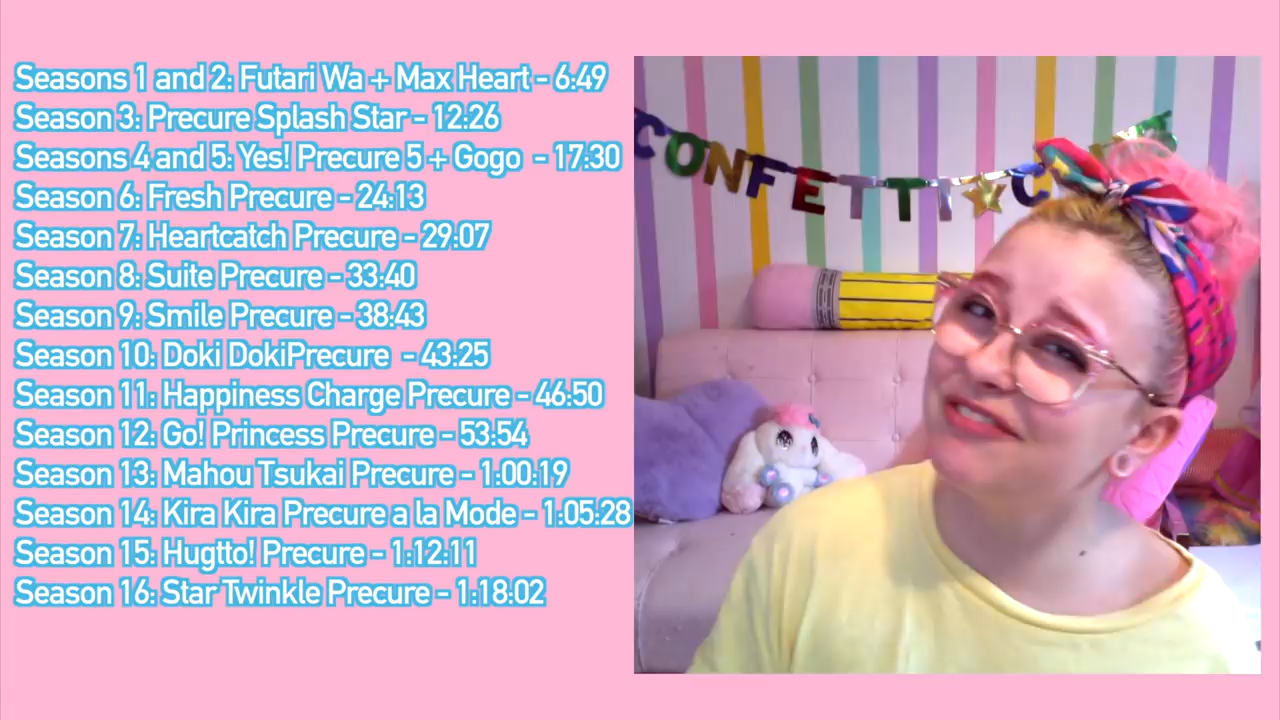 Seasons 1 and 2: Futari Wa + Max Heart - 6:49
Season 3: Precure Splash Star - 12:26
Seasons 4 and 5: Yes! Precure 5 + Gogo - 17:30
Season 6: Fresh Precure - 24:13
Season 7: Heartcatch Precure - 29:07
Season 8: Suite Precure - 33:40
Season 9: Smile Precure - 38:43
Season 10: Doki DokiPrecure - 43:25
Season 11: Happiness Charge Precure - 46:50
Season 12: Go! Princess Precure - 53:54
Season 13: Mahou Tsukai Precure - 1:00:19
Season 14: Kira Kira Precure a la Mode - 1:05:28
Season 15: Hugtto! Precure - 1:12:11
Season 16: Star Twinkle Precure - 1:18:02
CONFETTI